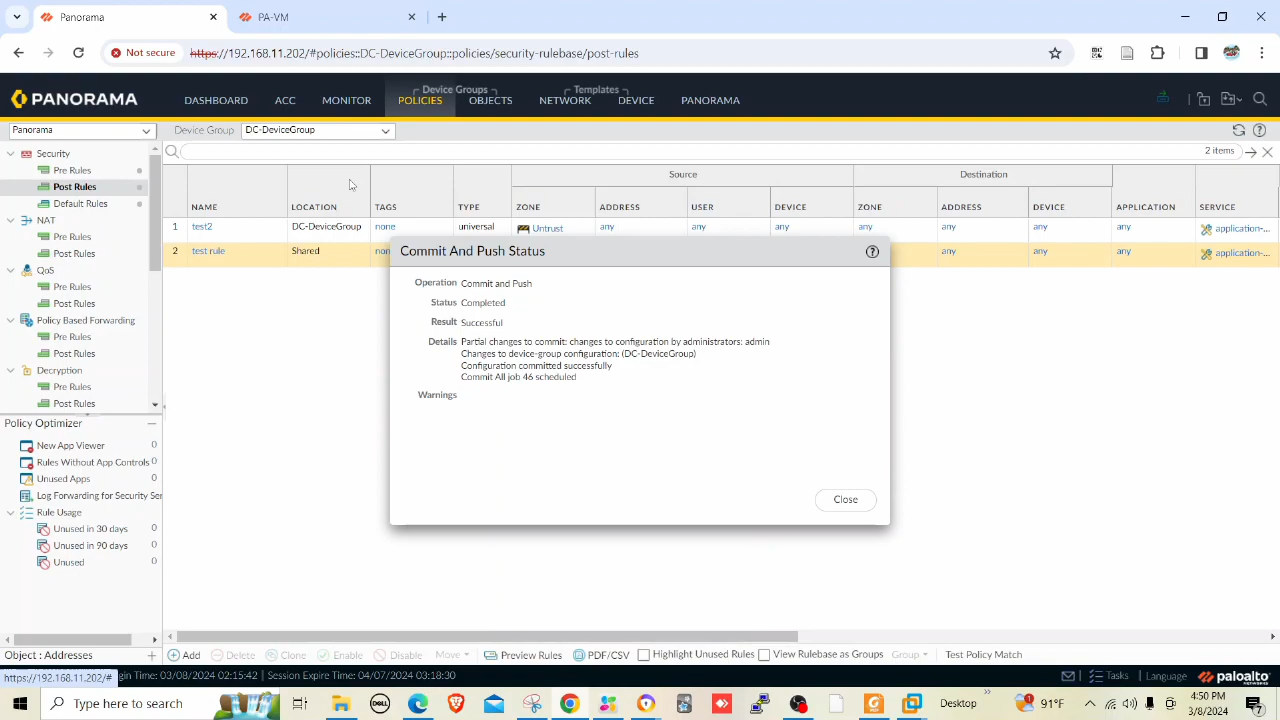 Panorama
PA-VM
Not secure
https://192.168.11.202/#policies::DC-DeviceGroup::policies/security-rulebase/post-rules
PANORAMA
DASHBOARD
ACC
MONITOR
Device Groups
POLICIES
OBJECTS
Templates
NETWORK
DEVICE
PANORAMA
Panorama
Device Group
DC-DeviceGroup
2 items
Security
Pre Rules
Post Rules
Default Rules
NAT
Pre Rules
Post Rules
QoS
Pre Rules
Post Rules
Policy Based Forwarding
Pre Rules
Post Rules
Decryption
Pre Rules
Post Rules
Policy Optimizer
New App Viewer 0
Rules Without App Controls 0
Unused Apps 0
Log Forwarding for Security Ser
Rule Usage
Unused in 30 days 0
Unused in 90 days 0
Unused 0
Object : Addresses
Source Destination
NAME LOCATION TAGS TYPE ZONE ADDRESS USER DEVICE ZONE ADDRESS DEVICE APPLICATION SERVICE
1 test2 DC-DeviceGroup none universal Untrust any any any any any any application-...
2 test rule Shared non any any any application-...
Commit And Push Status
Operation Commit and Push
Status Completed
Result Successful
Details Partial changes to commit: changes to configuration by administrators: admin
Changes to device-group configuration: (DC-DeviceGroup)
Configuration committed successfully
Commit All job 46 scheduled
Warnings
Close
Add Delete Clone Enable Disable Move Preview Rules PDF/CSV Highlight Unused Rules View Rulebase as Groups Group Test Policy Match
https://192.168.11.202/#
gin Time: 03/08/2024 02:15:42 | Session Expire Time: 04/07/2024 03:18:30
Tasks | Language
paloalto
NETWORKS
Type here to search
DELL
Desktop
91°F
4:50 PM
3/8/2024
7